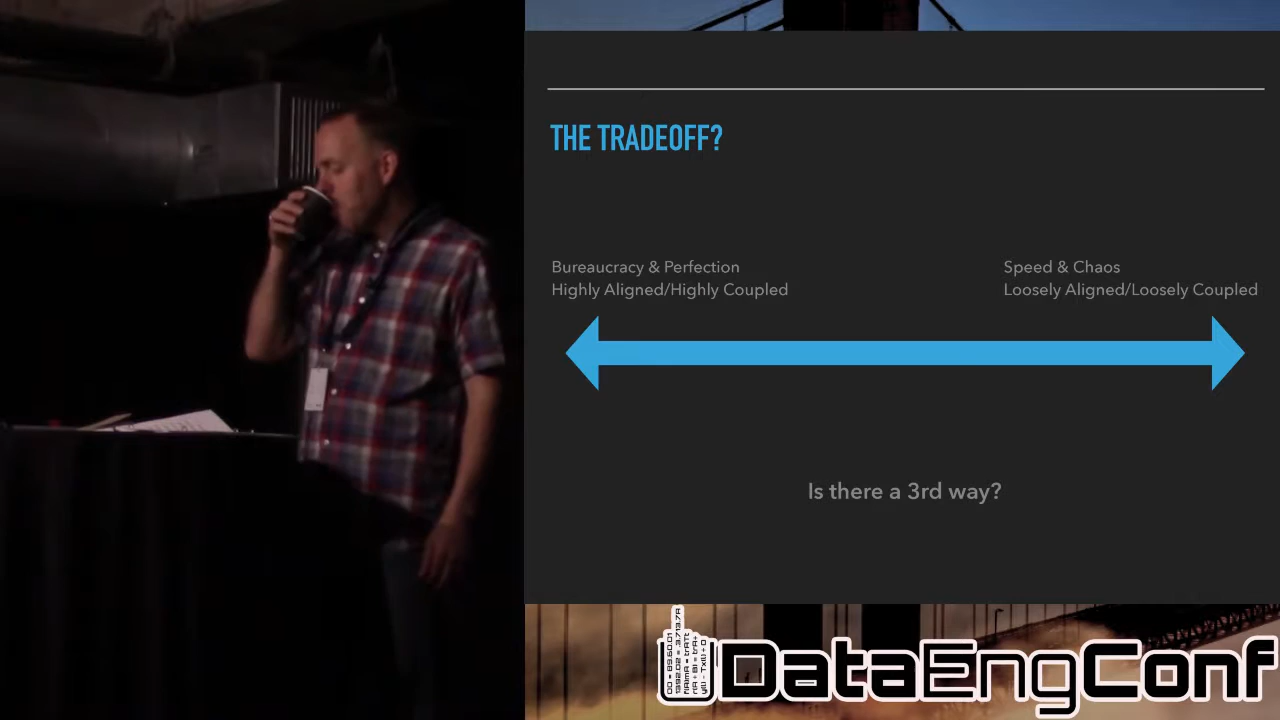 THE TRADEOFF?
Bureaucracy & Perfection
Highly Aligned/Highly Coupled
Speed & Chaos
Loosely Aligned/Loosely Coupled
Is there a 3rd way?
DataEngConf